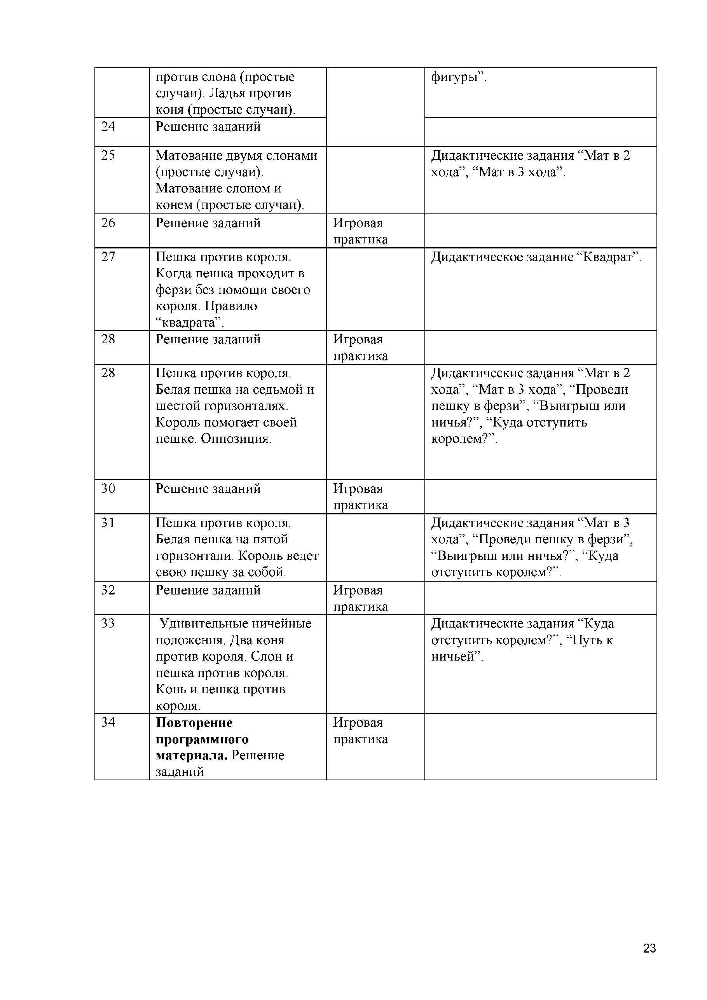 против слона (простые
случаи). Ладья против
коня (простые случаи).
фигуры”.
24
Решение заданий
25
Матование двумя слонами
(простые случаи).
Матование слоном и
конем (простые случаи).
Дидактические задания “Мат в 2
хода”, “Мат в 3 хода”.
26
Решение заданий
Игровая
практика
27
Пешка против короля.
Когда пешка проходит в
ферзи без помощи своего
короля. Правило
“квадрата”.
Дидактическое задание “Квадрат”.
28
Решение заданий
Игровая
практика
28
Пешка против короля.
Белая пешка на седьмой и
шестой горизонталях.
Король помогает своей
пешке. Оппозиция.
Дидактические задания “Мат в 2
хода”, “Мат в 3 хода”, “Проведи
пешку в ферзи”, “Выигрыш или
ничья?”, “Куда отступить
королем?”.
30
Решение заданий
Игровая
практика
31
Пешка против короля.
Белая пешка на пятой
горизонтали. Король ведет
свою пешку за собой.
Дидактические задания “Мат в 3
хода”, “Проведи пешку в ферзи”,
“Выигрыш или ничья?”, “Куда
отступить королем?”.
32
Решение заданий
Игровая
практика
33
Удивительные ничейные
положения. Два коня
против короля. Слон и
пешка против короля.
Конь и пешка против
короля.
Дидактические задания “Куда
отступить королем?”, “Путь к
ничьей”.
34
Повторение
программного
материала. Решение
заданий
Игровая
практика
23